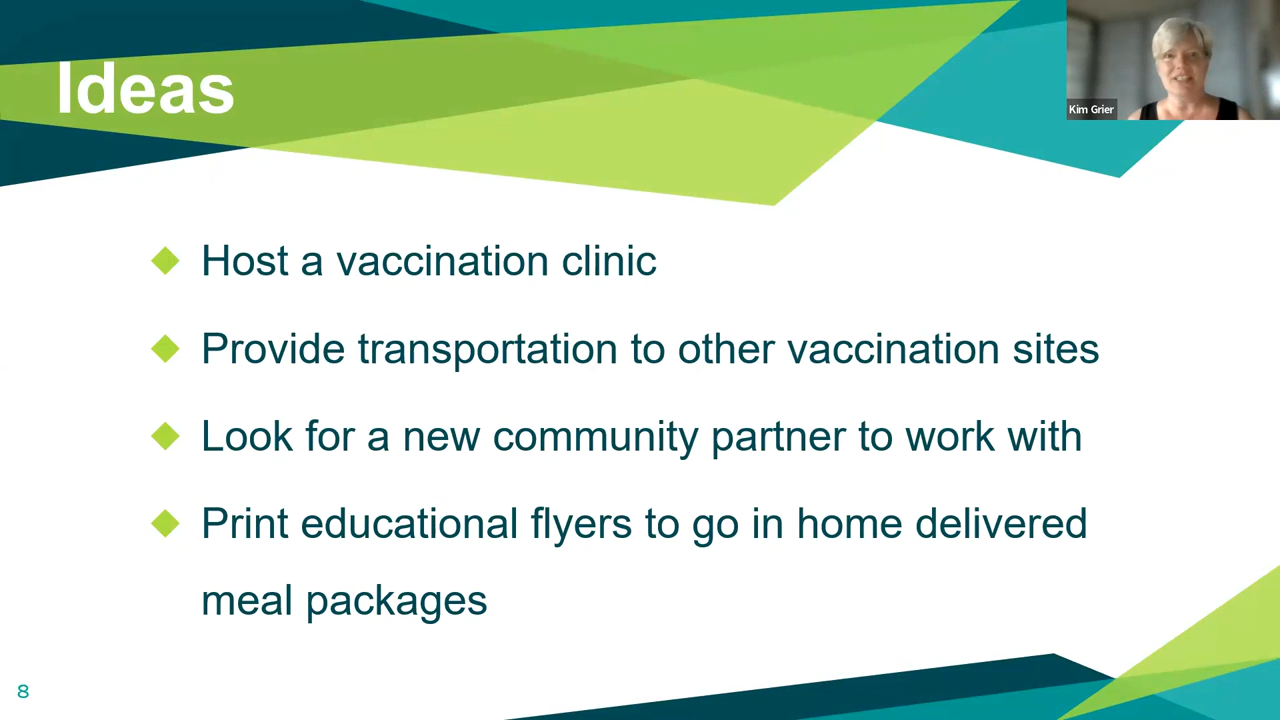 Ideas
Kim Grier
Host a vaccination clinic
Provide transportation to other vaccination sites
Look for a new community partner to work with
Print educational flyers to go in home delivered
meal packages
8